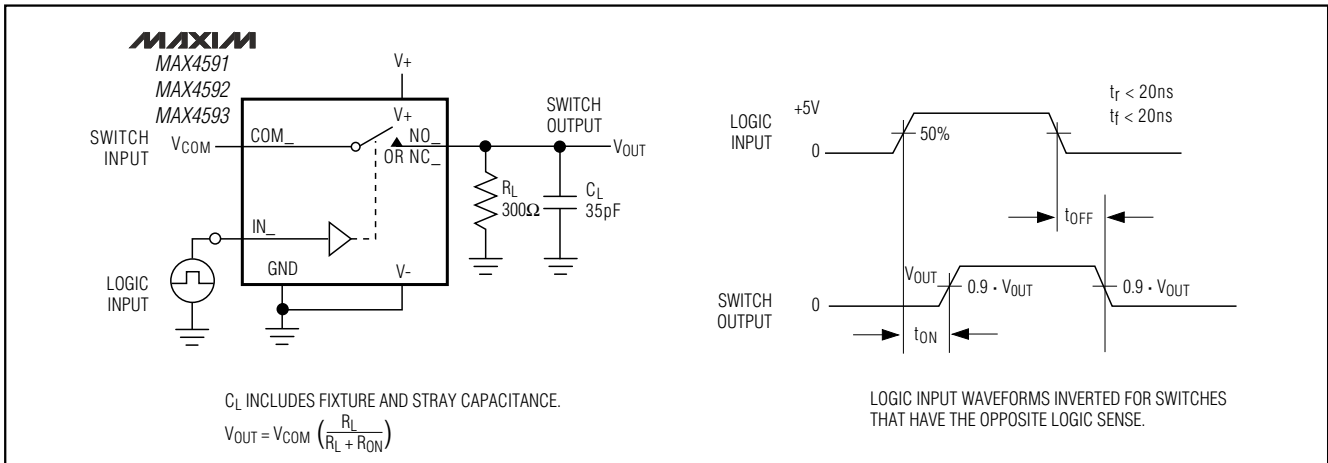 MAXIM
MAX4591
MAX4592
MAX4593
V+
V+
SWITCH
INPUT
VCOM
COM_
NO_
OR NC_
SWITCH
OUTPUT
VOUT
RL
300Ω
CL
35pF
IN_
GND
V-
LOGIC
INPUT
CL INCLUDES FIXTURE AND STRAY CAPACITANCE.
VOUT = VCOM (RL / RL + RON)
LOGIC
INPUT
+5V
0
50%
tr < 20ns
tf < 20ns
tOFF
SWITCH
OUTPUT
VOUT
0
0.9 · VOUT
0.9 · VOUT
tON
LOGIC INPUT WAVEFORMS INVERTED FOR SWITCHES
THAT HAVE THE OPPOSITE LOGIC SENSE.